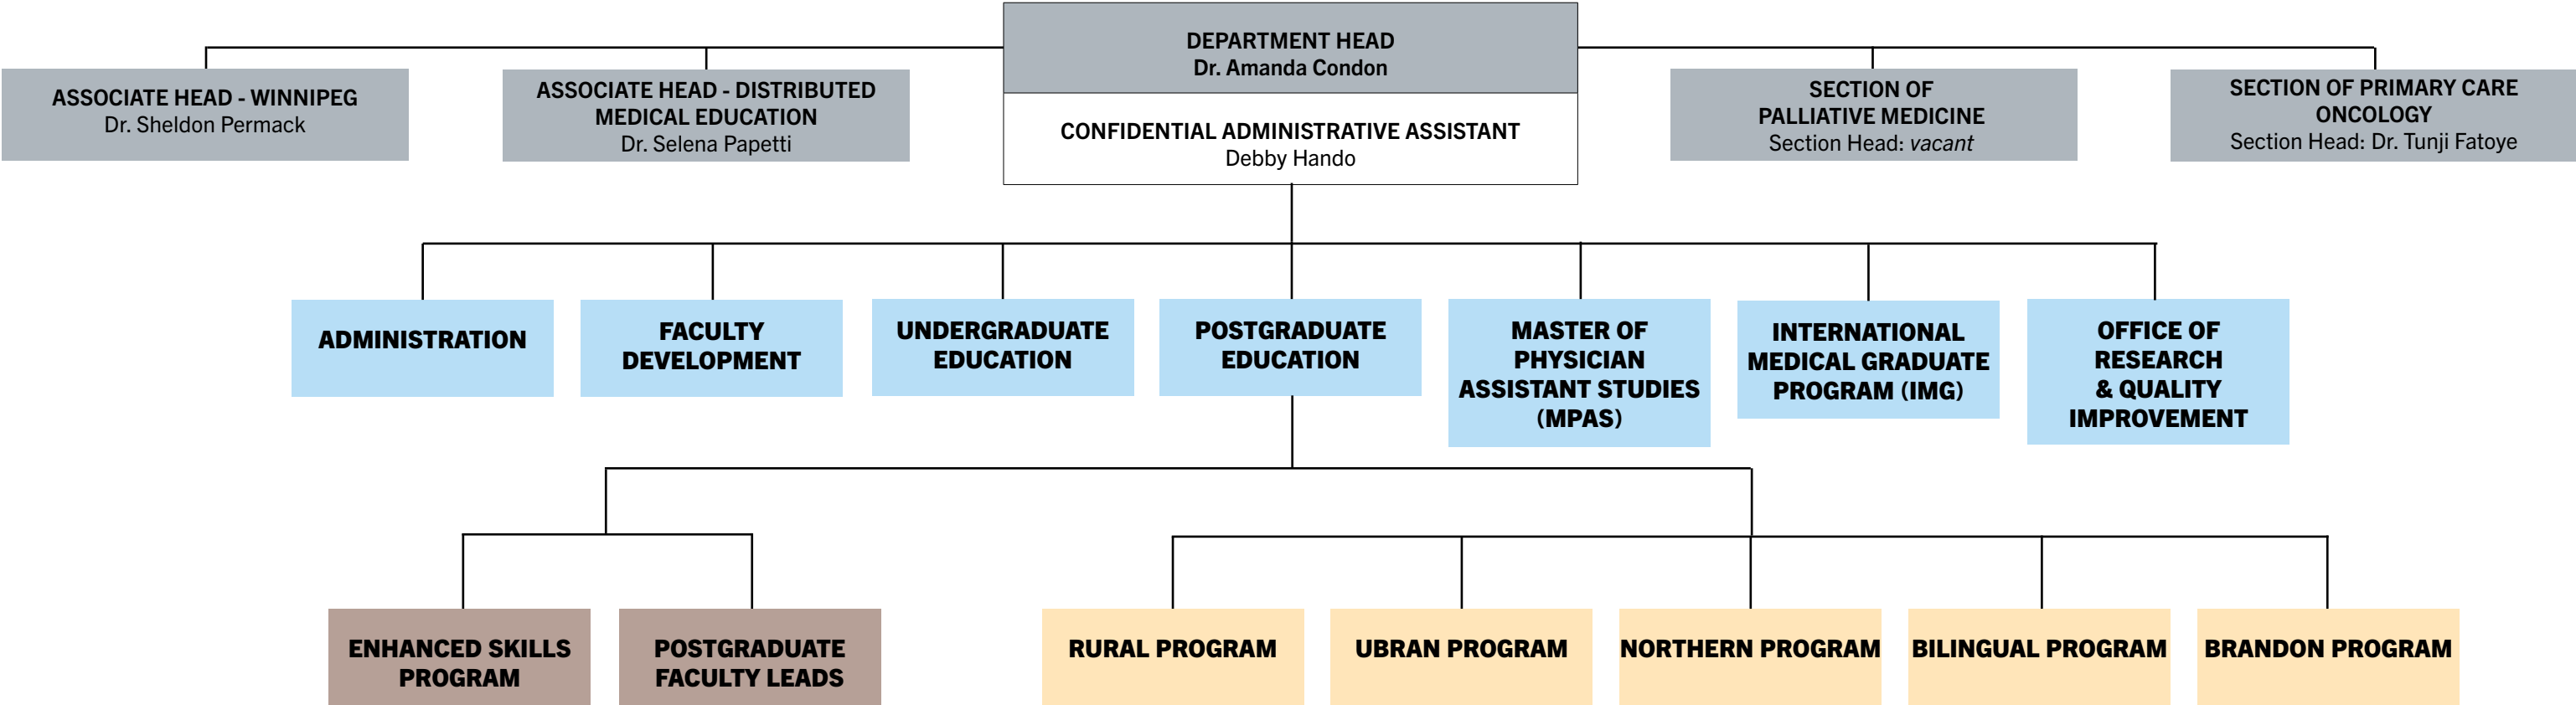 DEPARTMENT HEAD
Dr. Amanda Condon
CONFIDENTIAL ADMINISTRATIVE ASSISTANT
Debby Hando
ASSOCIATE HEAD - WINNIPEG
Dr. Sheldon Permack
ASSOCIATE HEAD - DISTRIBUTED
MEDICAL EDUCATION
Dr. Selena Papetti
SECTION OF
PALLIATIVE MEDICINE
Section Head: vacant
SECTION OF PRIMARY CARE
ONCOLOGY
Section Head: Dr. Tunji Fatoye
ADMINISTRATION
FACULTY
DEVELOPMENT
UNDERGRADUATE
EDUCATION
POSTGRADUATE
EDUCATION
MASTER OF
PHYSICIAN
ASSISTANT STUDIES
(MPAS)
INTERNATIONAL
MEDICAL GRADUATE
PROGRAM (IMG)
OFFICE OF
RESEARCH
& QUALITY
IMPROVEMENT
ENHANCED SKILLS
PROGRAM
POSTGRADUATE
FACULTY LEADS
RURAL PROGRAM
UBRAN PROGRAM
NORTHERN PROGRAM
BILINGUAL PROGRAM
BRANDON PROGRAM